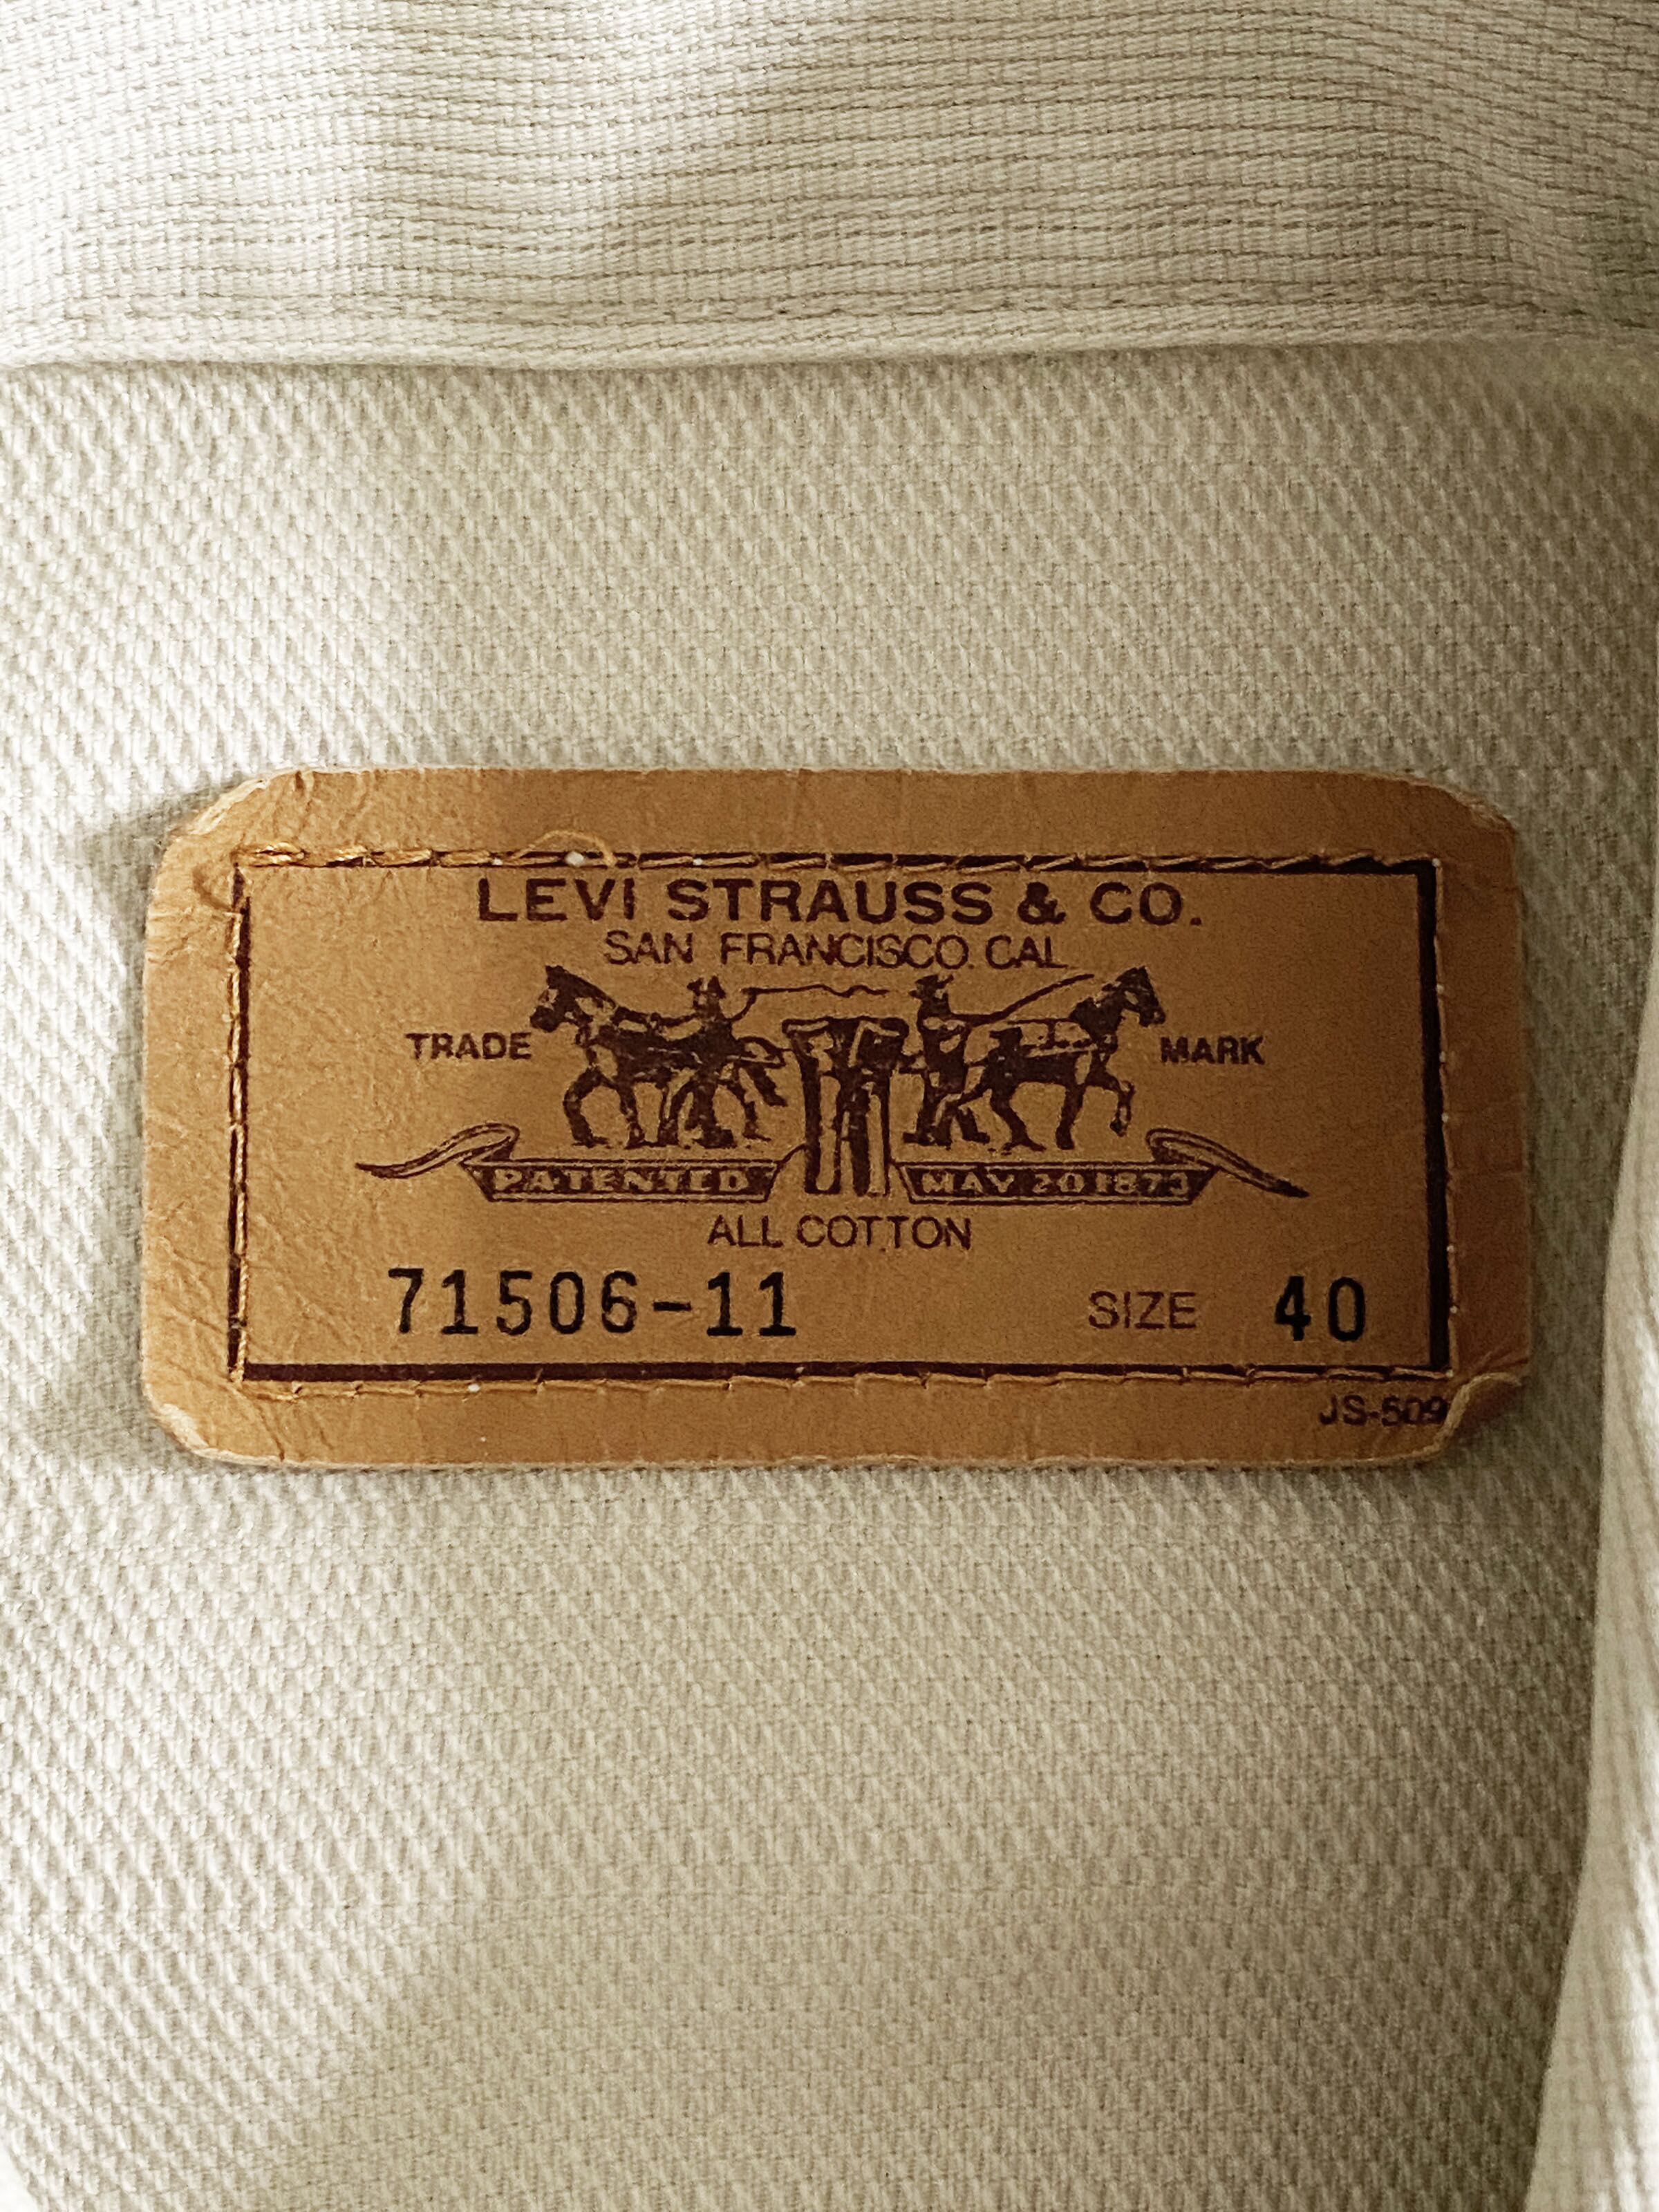 LEVI STRAUSS & CO.
SAN FRANCISCO. CAL
TRADE MARK
PATENTED MAY 20 1873
ALL COTTON
71506-11 SIZE 40
JS-509